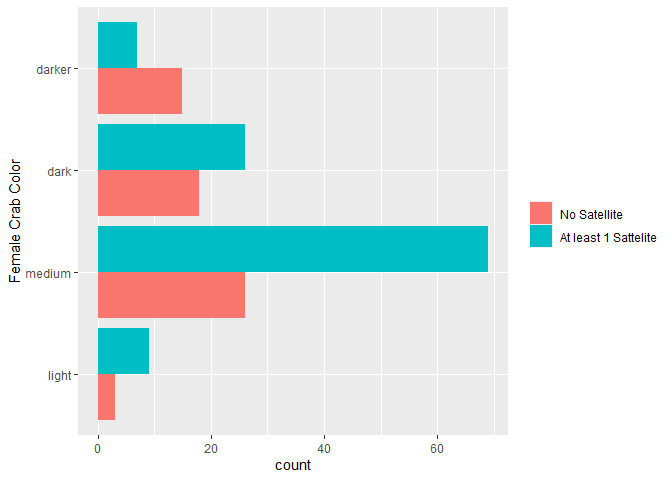 Female Crab Color
darker
dark
medium
light
0 20 40 60
count
No Satellite
At least 1 Sattelite